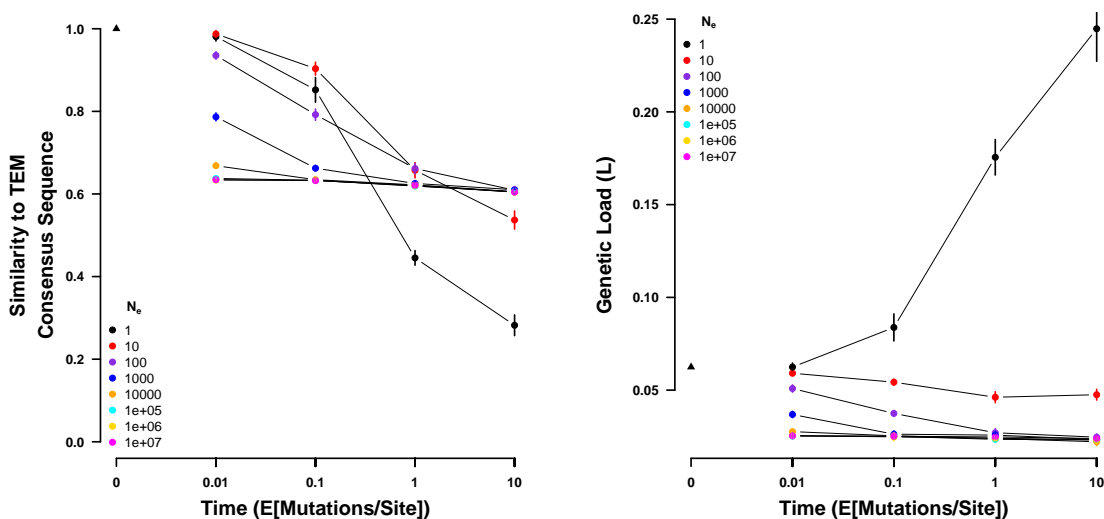 Similarity to TEM
Consensus Sequence
1.0
0.8
0.6
0.4
0.2
0.0
Nₑ
1
10
100
1000
10000
1e+05
1e+06
1e+07
0
0.01
0.1
1
10
Time (E[Mutations/Site])
Genetic Load (L)
0.25
0.20
0.15
0.10
0.05
Nₑ
1
10
100
1000
10000
1e+05
1e+06
1e+07
0
0.01
0.1
1
10
Time (E[Mutations/Site])